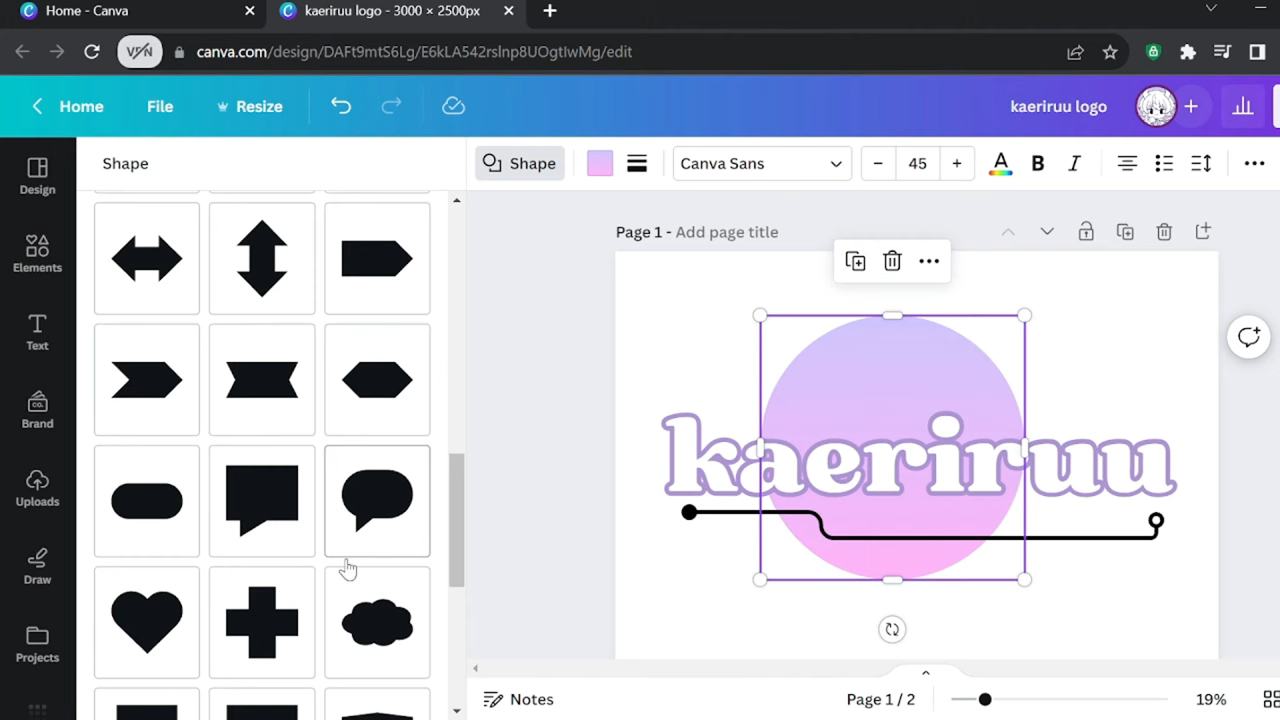 Home - Canva
kaeriruu logo - 3000 × 2500px
VPN
canva.com/design/DAFt9mtS6Lg/E6kLA542rslnp8UOgtIwMg/edit
Home
File
Resize
kaeriruu logo
Design
Elements
Text
Brand
Uploads
Draw
Projects
Shape
Shape
Canva Sans
45
A
B
I
Page 1 - Add page title
kaeriruu
Notes
Page 1 / 2
19%